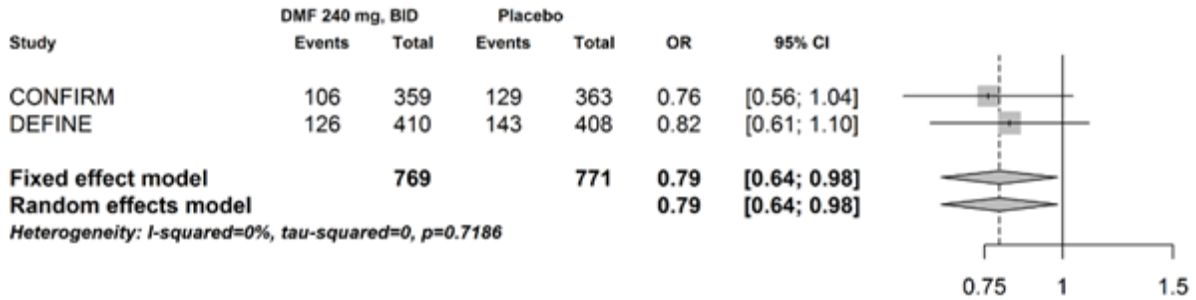 DMF 240 mg, BID Placebo
Study Events Total Events Total OR 95% CI
CONFIRM 106 359 129 363 0.76 [0.56; 1.04]
DEFINE 126 410 143 408 0.82 [0.61; 1.10]
Fixed effect model 769 771 0.79 [0.64; 0.98]
Random effects model 0.79 [0.64; 0.98]
Heterogeneity: I-squared=0%, tau-squared=0, p=0.7186
0.75 1 1.5